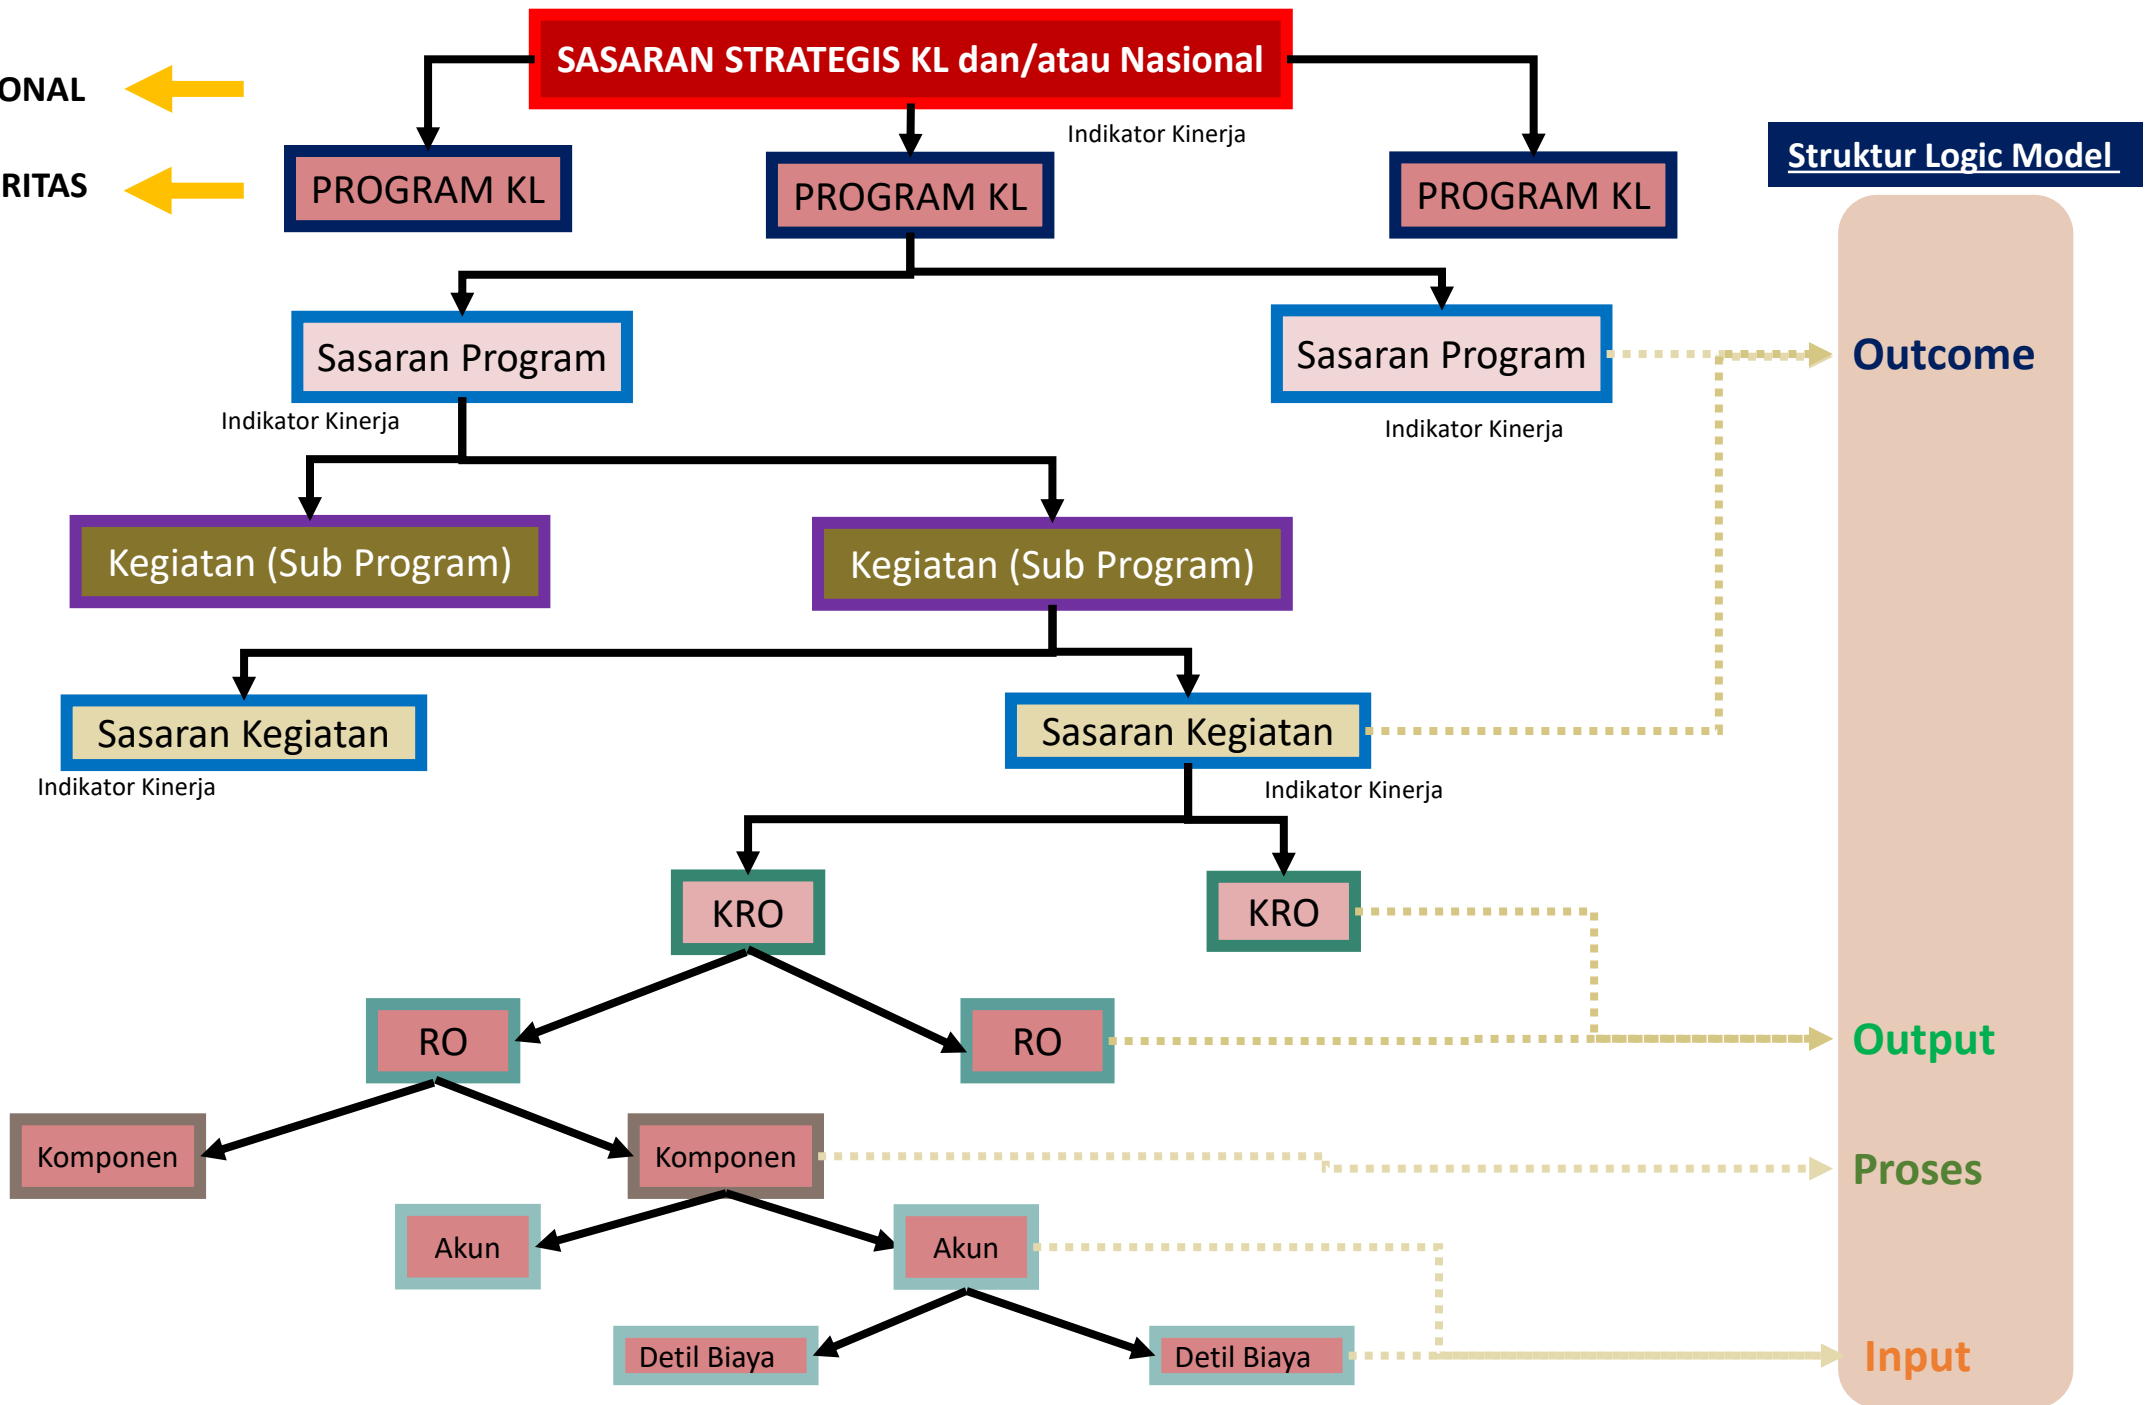 SASARAN STRATEGIS KL dan/atau Nasional
ONAL
Indikator Kinerja
RITAS
PROGRAM KL
PROGRAM KL
PROGRAM KL
Struktur Logic Model
Sasaran Program
Sasaran Program
Outcome
Indikator Kinerja
Indikator Kinerja
Kegiatan (Sub Program)
Kegiatan (Sub Program)
Sasaran Kegiatan
Sasaran Kegiatan
Indikator Kinerja
Indikator Kinerja
KRO
KRO
RO
RO
Output
Komponen
Komponen
Proses
Akun
Akun
Detil Biaya
Detil Biaya
Input